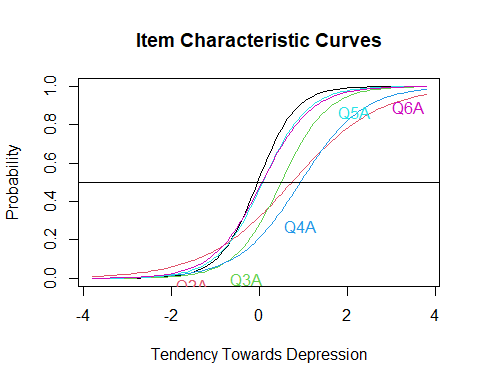 Item Characteristic Curves
Probability
1.0
0.8
0.6
0.4
0.2
0.0
Q5A
Q6A
Q4A
Q3A
-4
-2
0
2
4
Tendency Towards Depression